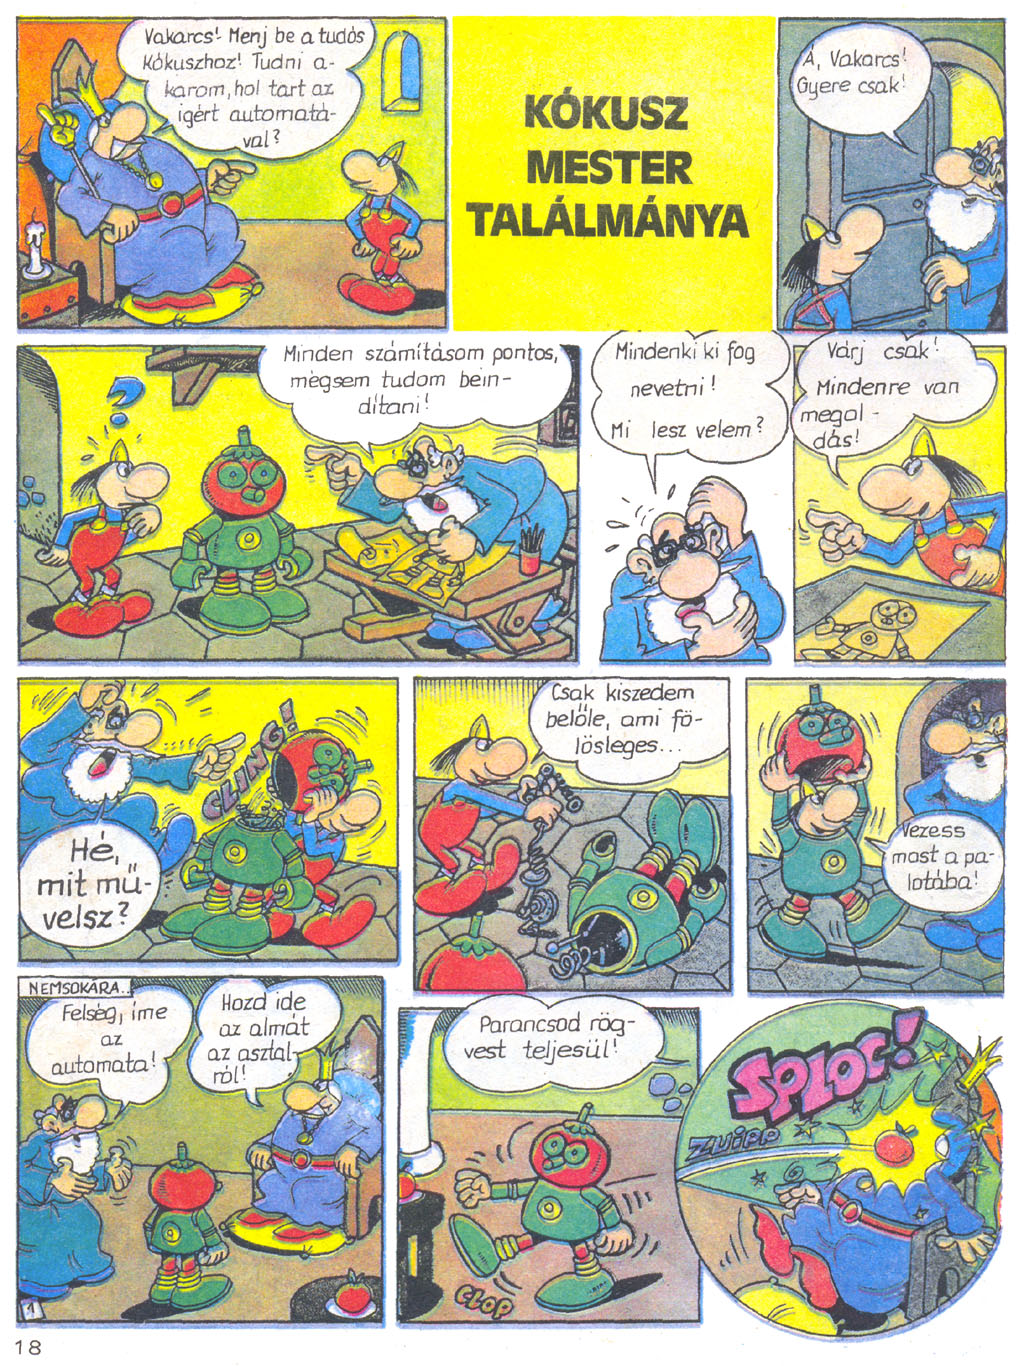 Vakarcs! Menj be a tudós
Kókuszhoz! Tudni a-
karom, hol tart az
igért automatá-
val?
KÓKUSZ
MESTER
TALÁLMÁNYA
Á, Vakarcs!
Gyere csak!
Minden számításom pontos,
mégsem tudom bein-
dítani!
Mindenki ki fog
nevetni!
Mi lesz velem?
Várj csak!
Mindenre van
megol-
dás!
CLING!
Hé,
mit mű-
velsz?
Csak kiszedem
belőle, ami fö-
lösleges...
Vezess
most a pa-
lotába!
NEMSOKÁRA...
Felség, íme
az
automata!
Hozd ide
az almát
az asztal-
ról!
1
Parancsod rög-
vest teljesül!
CLOP
SPLOC!
ZUIPP
18